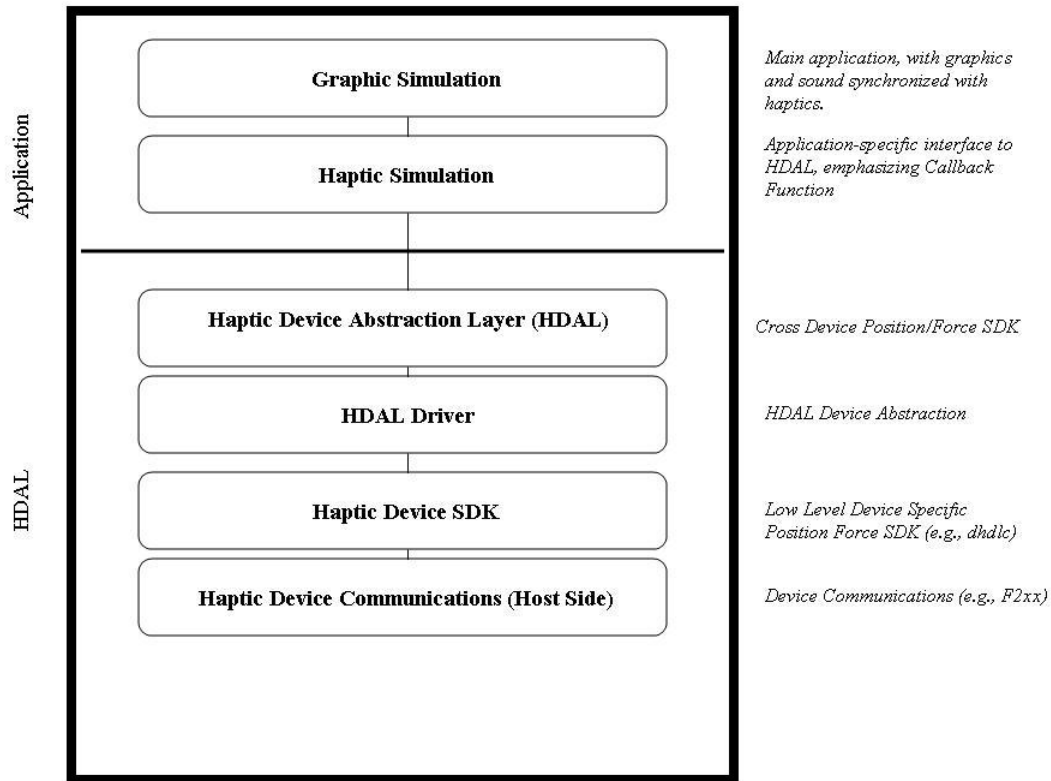 Application
Graphic Simulation
Main application, with graphics
and sound synchronized with
haptics.
Haptic Simulation
Application-specific interface to
HDAL, emphasizing Callback
Function
HDAL
Haptic Device Abstraction Layer (HDAL)
Cross Device Position/Force SDK
HDAL Driver
HDAL Device Abstraction
Haptic Device SDK
Low Level Device Specific
Position Force SDK (e.g., dhdlc)
Haptic Device Communications (Host Side)
Device Communications (e.g., F2xx)